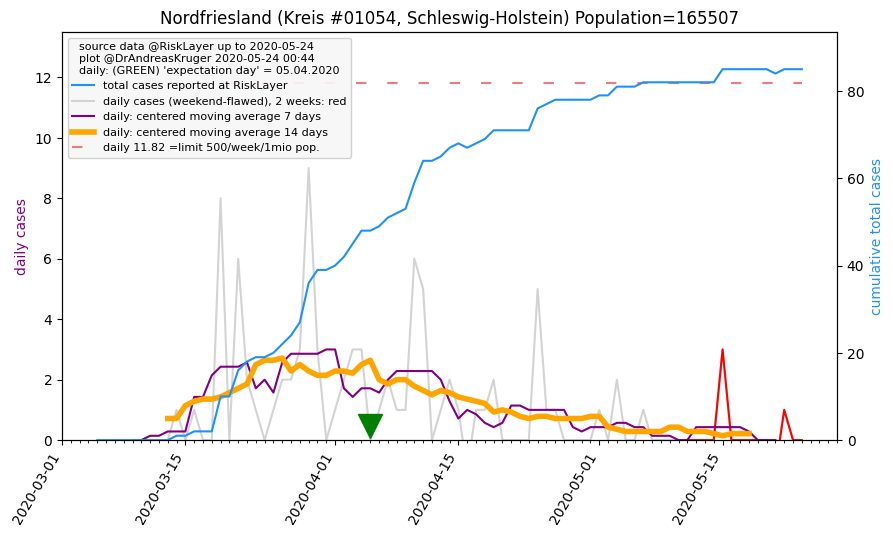 Nordfriesland (Kreis #01054, Schleswig-Holstein) Population=165507
source data @RiskLayer up to 2020-05-24
plot @DrAndreasKruger 2020-05-24 00:44
daily: (GREEN) 'expectation day' = 05.04.2020
total cases reported at RiskLayer
daily cases (weekend-flawed), 2 weeks: red
daily: centered moving average 7 days
daily: centered moving average 14 days
daily 11.82 =limit 500/week/1mio pop.
daily cases
12
10
8
6
4
2
0
80
60
40
20
0
cumulative total cases
2020-03-01
2020-03-15
2020-04-01
2020-04-15
2020-05-01
2020-05-15